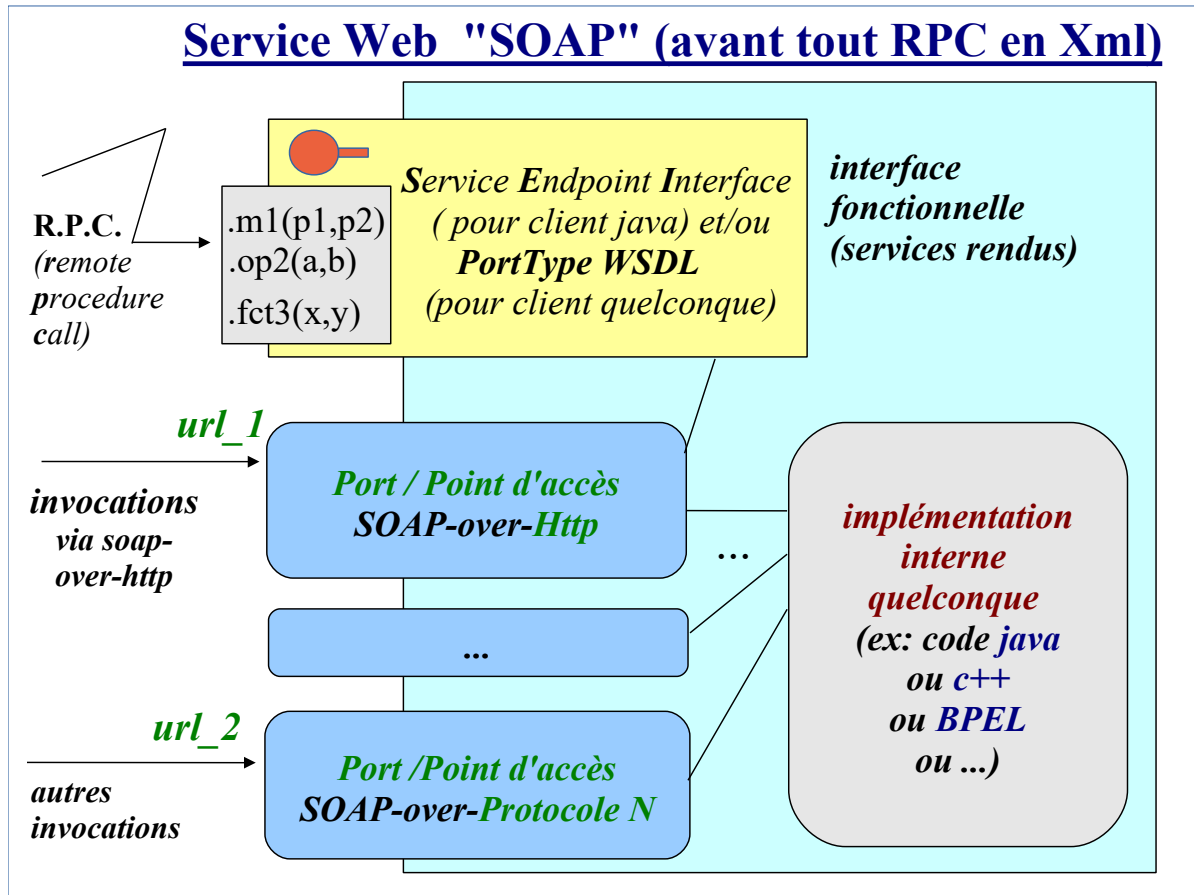 Service Web "SOAP" (avant tout RPC en Xml)
R.P.C.
(remote
procedure
call)
.m1(p1,p2)
.op2(a,b)
.fct3(x,y)
Service Endpoint Interface
( pour client java) et/ou
PortType WSDL
(pour client quelconque)
interface
fonctionnelle
(services rendus)
url_1
invocations
via soap-
over-http
Port / Point d'accès
SOAP-over-Http
...
...
url_2
autres
invocations
Port /Point d'accès
SOAP-over-Protocole N
implémentation
interne
quelconque
(ex: code java
ou c++
ou BPEL
ou ...)